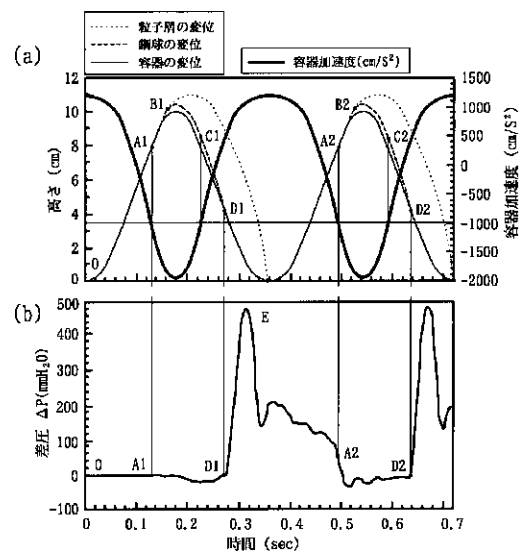 粒子層の変位
鋼球の変位
容器の変位
容器加速度(cm/S²)
(a)
高さ (cm)
12
10
8
6
4
2
0
1500
1000
500
0
-500
-1000
-1500
-2000
容器加速度 (cm/S²)
A1
B1
C1
D1
A2
B2
C2
D2
O
(b)
差圧 ΔP(mmH₂O)
500
400
300
200
100
0
-100
O
A1
D1
E
A2
D2
0
0.1
0.2
0.3
0.4
0.5
0.6
0.7
時間 (sec)